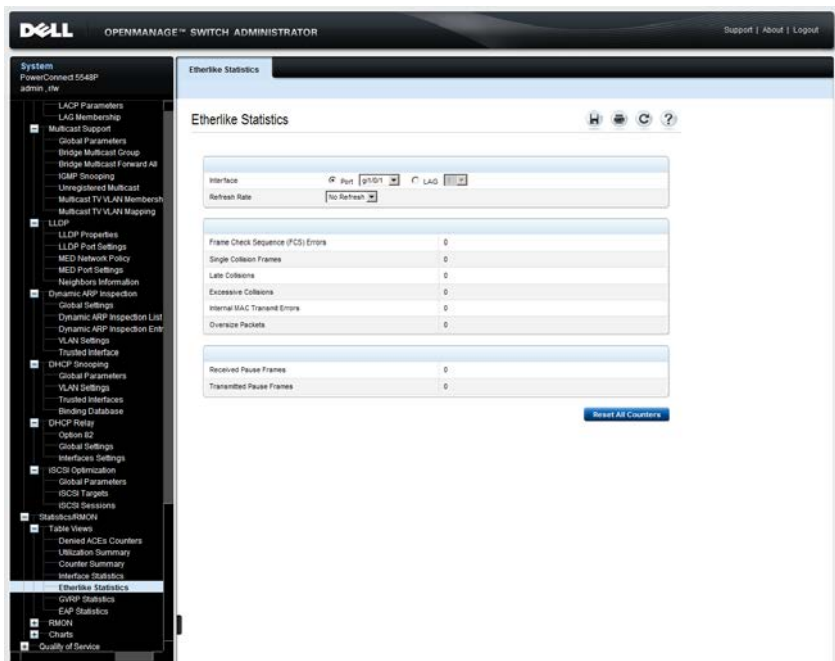 DELL
OPENMANAGE™ SWITCH ADMINISTRATOR
Support | About | Logout
System
PowerConnect 5548P
admin , r/w
LACP Parameters
LAG Membership
Multicast Support
Global Parameters
Bridge Multicast Group
Bridge Multicast Forward All
IGMP Snooping
Unregistered Multicast
Multicast TV VLAN Membersh
Multicast TV VLAN Mapping
LLDP
LLDP Properties
LLDP Port Settings
MED Network Policy
MED Port Settings
Neighbors Information
Dynamic ARP Inspection
Global Settings
Dynamic ARP Inspection List
Dynamic ARP Inspection Entr
VLAN Settings
Trusted Interface
DHCP Snooping
Global Parameters
VLAN Settings
Trusted Interfaces
Binding Database
DHCP Relay
Option 82
Global Settings
Interfaces Settings
iSCSI Optimization
Global Parameters
iSCSI Targets
iSCSI Sessions
Statistics/RMON
Table Views
Denied ACEs Counters
Utilization Summary
Counter Summary
Interface Statistics
Etherlike Statistics
GVRP Statistics
EAP Statistics
RMON
Charts
Quality of Service
Etherlike Statistics
Etherlike Statistics
Interface Port gi1/0/1 LAG
Refresh Rate No Refresh
Frame Check Sequence (FCS) Errors 0
Single Collision Frames 0
Late Collisions 0
Excessive Collisions 0
Internal MAC Transmit Errors 0
Oversize Packets 0
Received Pause Frames 0
Transmitted Pause Frames 0
Reset All Counters